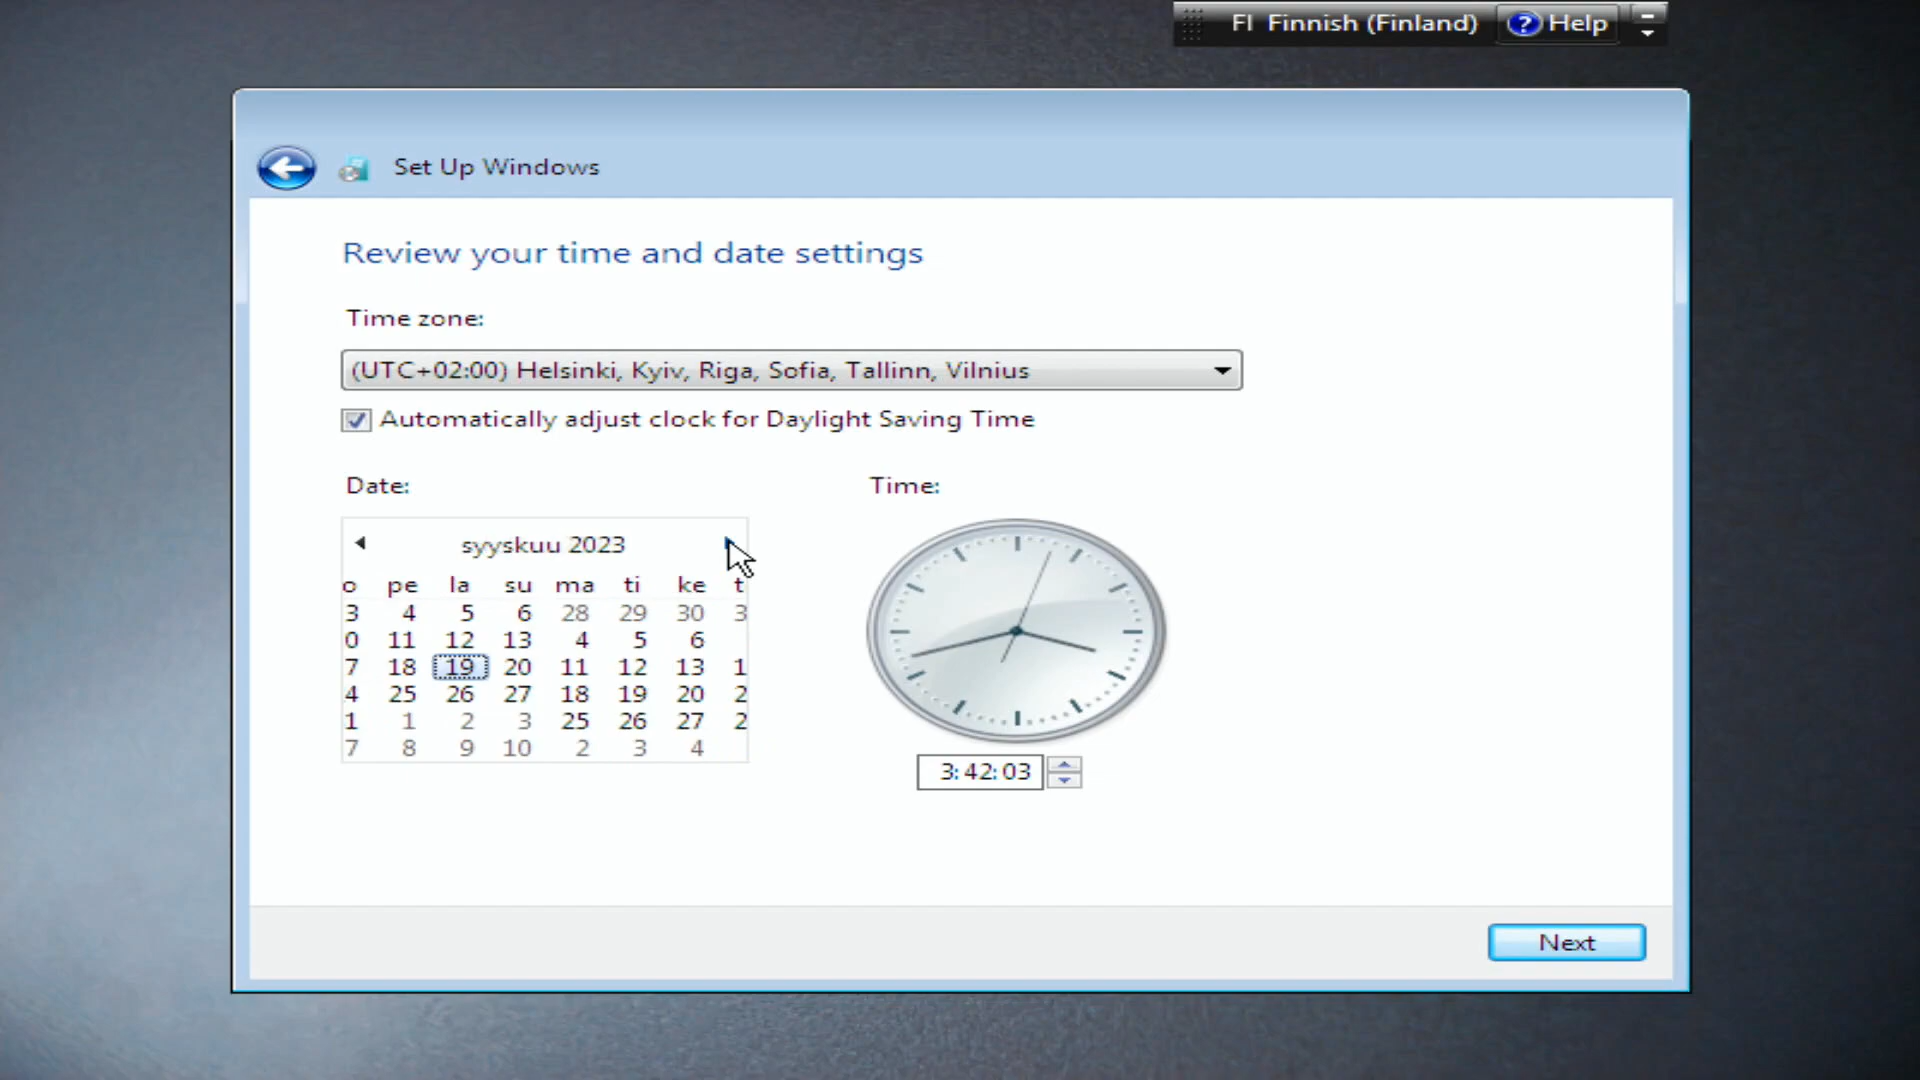 FI Finnish (Finland) Help
Set Up Windows
Review your time and date settings
Time zone:
(UTC+02:00) Helsinki, Kyiv, Riga, Sofia, Tallinn, Vilnius
Automatically adjust clock for Daylight Saving Time
Date: Time:
syyskuu 2023
o pe la su ma ti ke t
3 4 5 6 28 29 30 3
0 11 12 13 4 5 6
7 18 19 20 11 12 13 1
4 25 26 27 18 19 20 2
1 1 2 3 25 26 27 2
7 8 9 10 2 3 4
3:42:03
Next